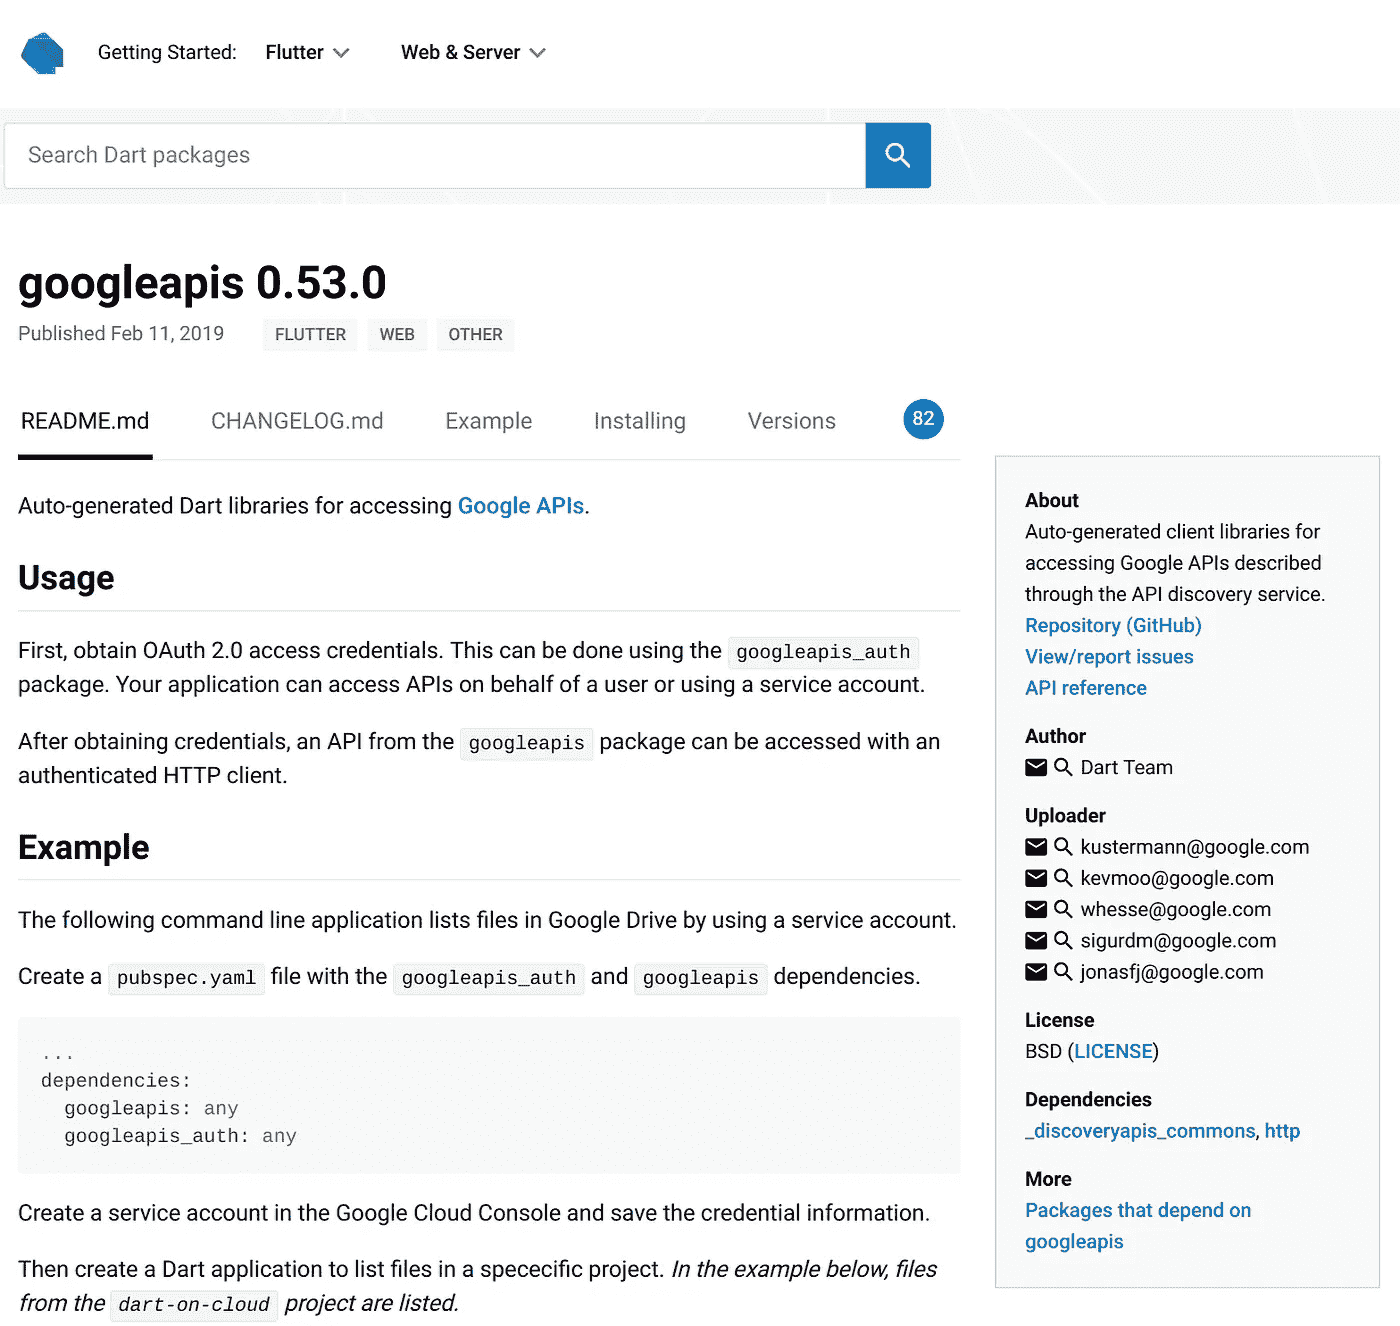 Getting Started: Flutter Web & Server
Search Dart packages
googleapis 0.53.0
Published Feb 11, 2019 FLUTTER WEB OTHER
README.md CHANGELOG.md Example Installing Versions 82
Auto-generated Dart libraries for accessing Google APIs.
Usage
First, obtain OAuth 2.0 access credentials. This can be done using the googleapis_auth
package. Your application can access APIs on behalf of a user or using a service account.
After obtaining credentials, an API from the googleapis package can be accessed with an
authenticated HTTP client.
Example
The following command line application lists files in Google Drive by using a service account.
Create a pubspec.yaml file with the googleapis_auth and googleapis dependencies.
...
dependencies:
  googleapis: any
  googleapis_auth: any
Create a service account in the Google Cloud Console and save the credential information.
Then create a Dart application to list files in a spececific project. In the example below, files
from the dart-on-cloud project are listed.
About
Auto-generated client libraries for
accessing Google APIs described
through the API discovery service.
Repository (GitHub)
View/report issues
API reference
Author
Dart Team
Uploader
kustermann@google.com
kevmoo@google.com
whesse@google.com
sigurdm@google.com
jonasfj@google.com
License
BSD (LICENSE)
Dependencies
_discoveryapis_commons, http
More
Packages that depend on
googleapis